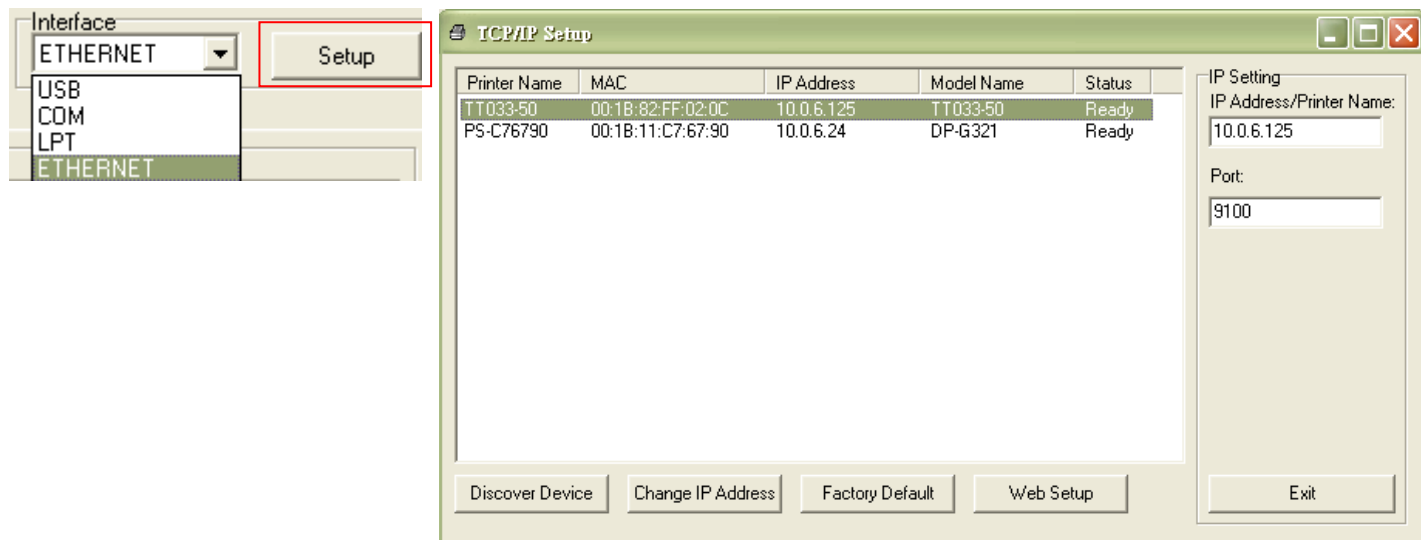 Interface
ETHERNET
Setup
USB
COM
LPT
ETHERNET
TCP/IP Setup
Printer Name MAC IP Address Model Name Status
TT033-50 00:1B:82:FF:02:0C 10.0.6.125 TT033-50 Ready
PS-C76790 00:1B:11:C7:67:90 10.0.6.24 DP-G321 Ready
IP Setting
IP Address/Printer Name:
10.0.6.125
Port:
9100
Discover Device Change IP Address Factory Default Web Setup Exit